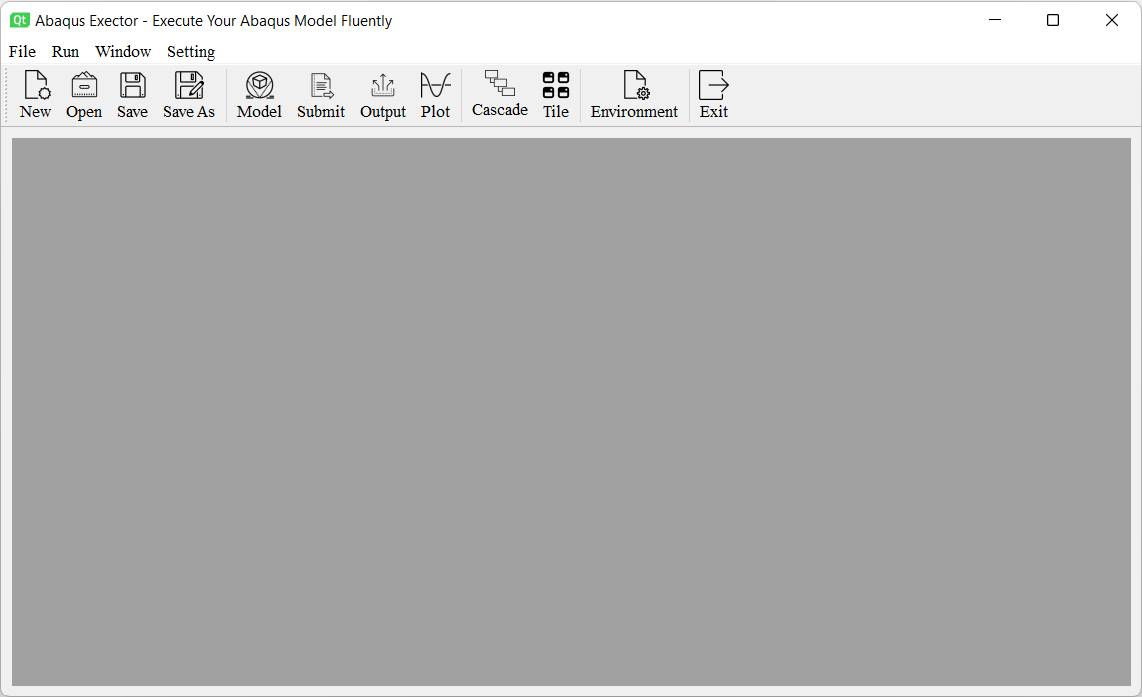 Qt Abaqus Exector - Execute Your Abaqus Model Fluently
File Run Window Setting
New Open Save Save As Model Submit Output Plot Cascade Tile Environment Exit